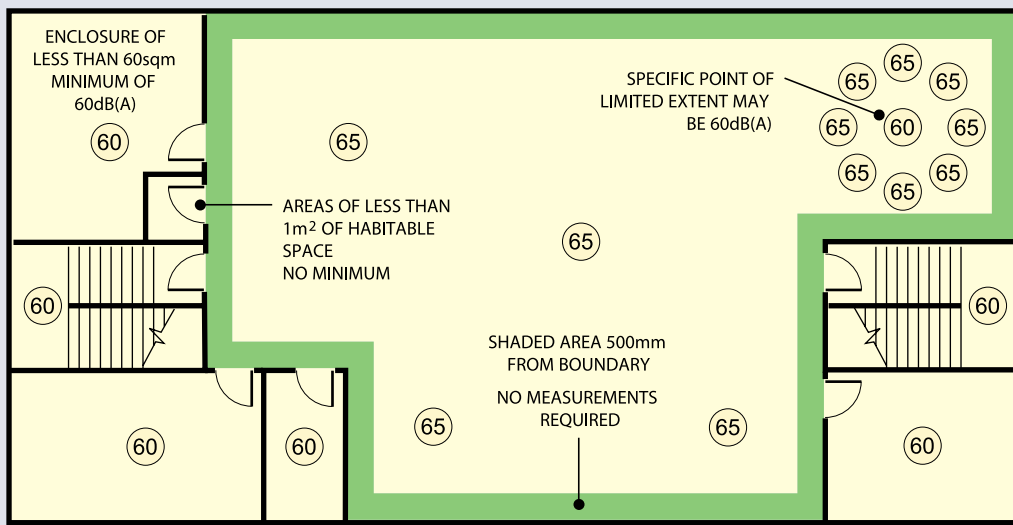 ENCLOSURE OF
LESS THAN 60sqm
MINIMUM OF
60dB(A)
60
65
SPECIFIC POINT OF
LIMITED EXTENT MAY
BE 60dB(A)
65
65
65
65
60
65
65
65
65
AREAS OF LESS THAN
1m² OF HABITABLE
SPACE
NO MINIMUM
65
60
60
SHADED AREA 500mm
FROM BOUNDARY
NO MEASUREMENTS
REQUIRED
65
65
60
60
60